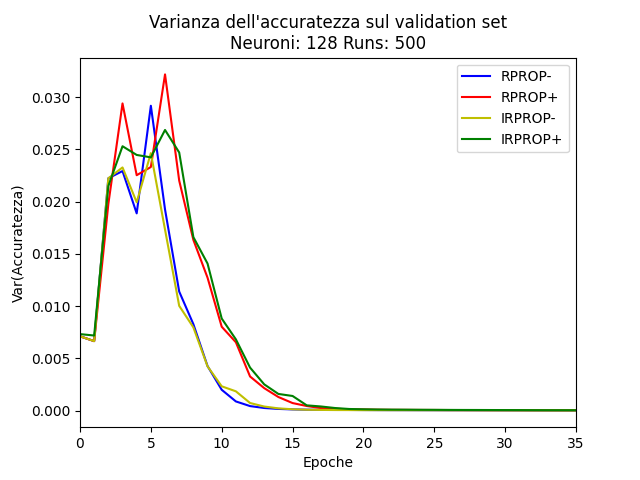 Varianza dell'accuratezza sul validation set
Neuroni: 128 Runs: 500
RPROP-
RPROP+
IRPROP-
IRPROP+
Var(Accuratezza)
0.030
0.025
0.020
0.015
0.010
0.005
0.000
0 5 10 15 20 25 30 35
Epoche